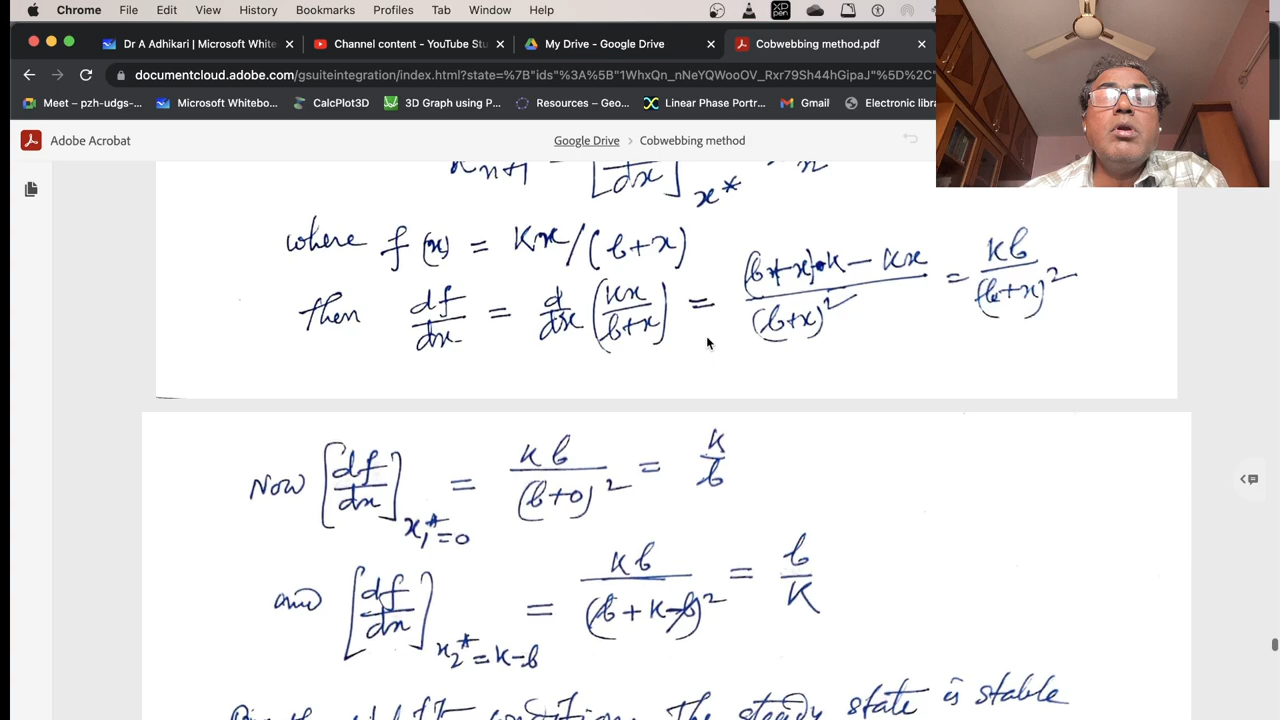 Chrome File Edit View History Bookmarks Profiles Tab Window Help
Dr A Adhikari | Microsoft White × Channel content - YouTube Stu × My Drive - Google Drive × Cobwebbing method.pdf ×
documentcloud.adobe.com/gsuiteintegration/index.html?state=%7B"ids"%3A%5B"1WhxQn_nNeYQWooOV_Rxr79Sh44hGipaJ"%5D%2C"
Meet – pzh-udgs-... Microsoft Whitebo... CalcPlot3D 3D Graph using P... Resources – Geo... Linear Phase Portr... Gmail Electronic libra
Adobe Acrobat Google Drive > Cobwebbing method
where f(x) = Kx/(b+x)
then df/dx = d/dx (Kx/b+x) = (b+x)·K − Kx / (b+x)² = Kb/(b+x)²
Now [df/dx] x₁*=0 = Kb/(b+0)² = K/b
and [df/dx] x₂*=K−b = Kb/(b+K−b)² = b/K
The steady state is stable